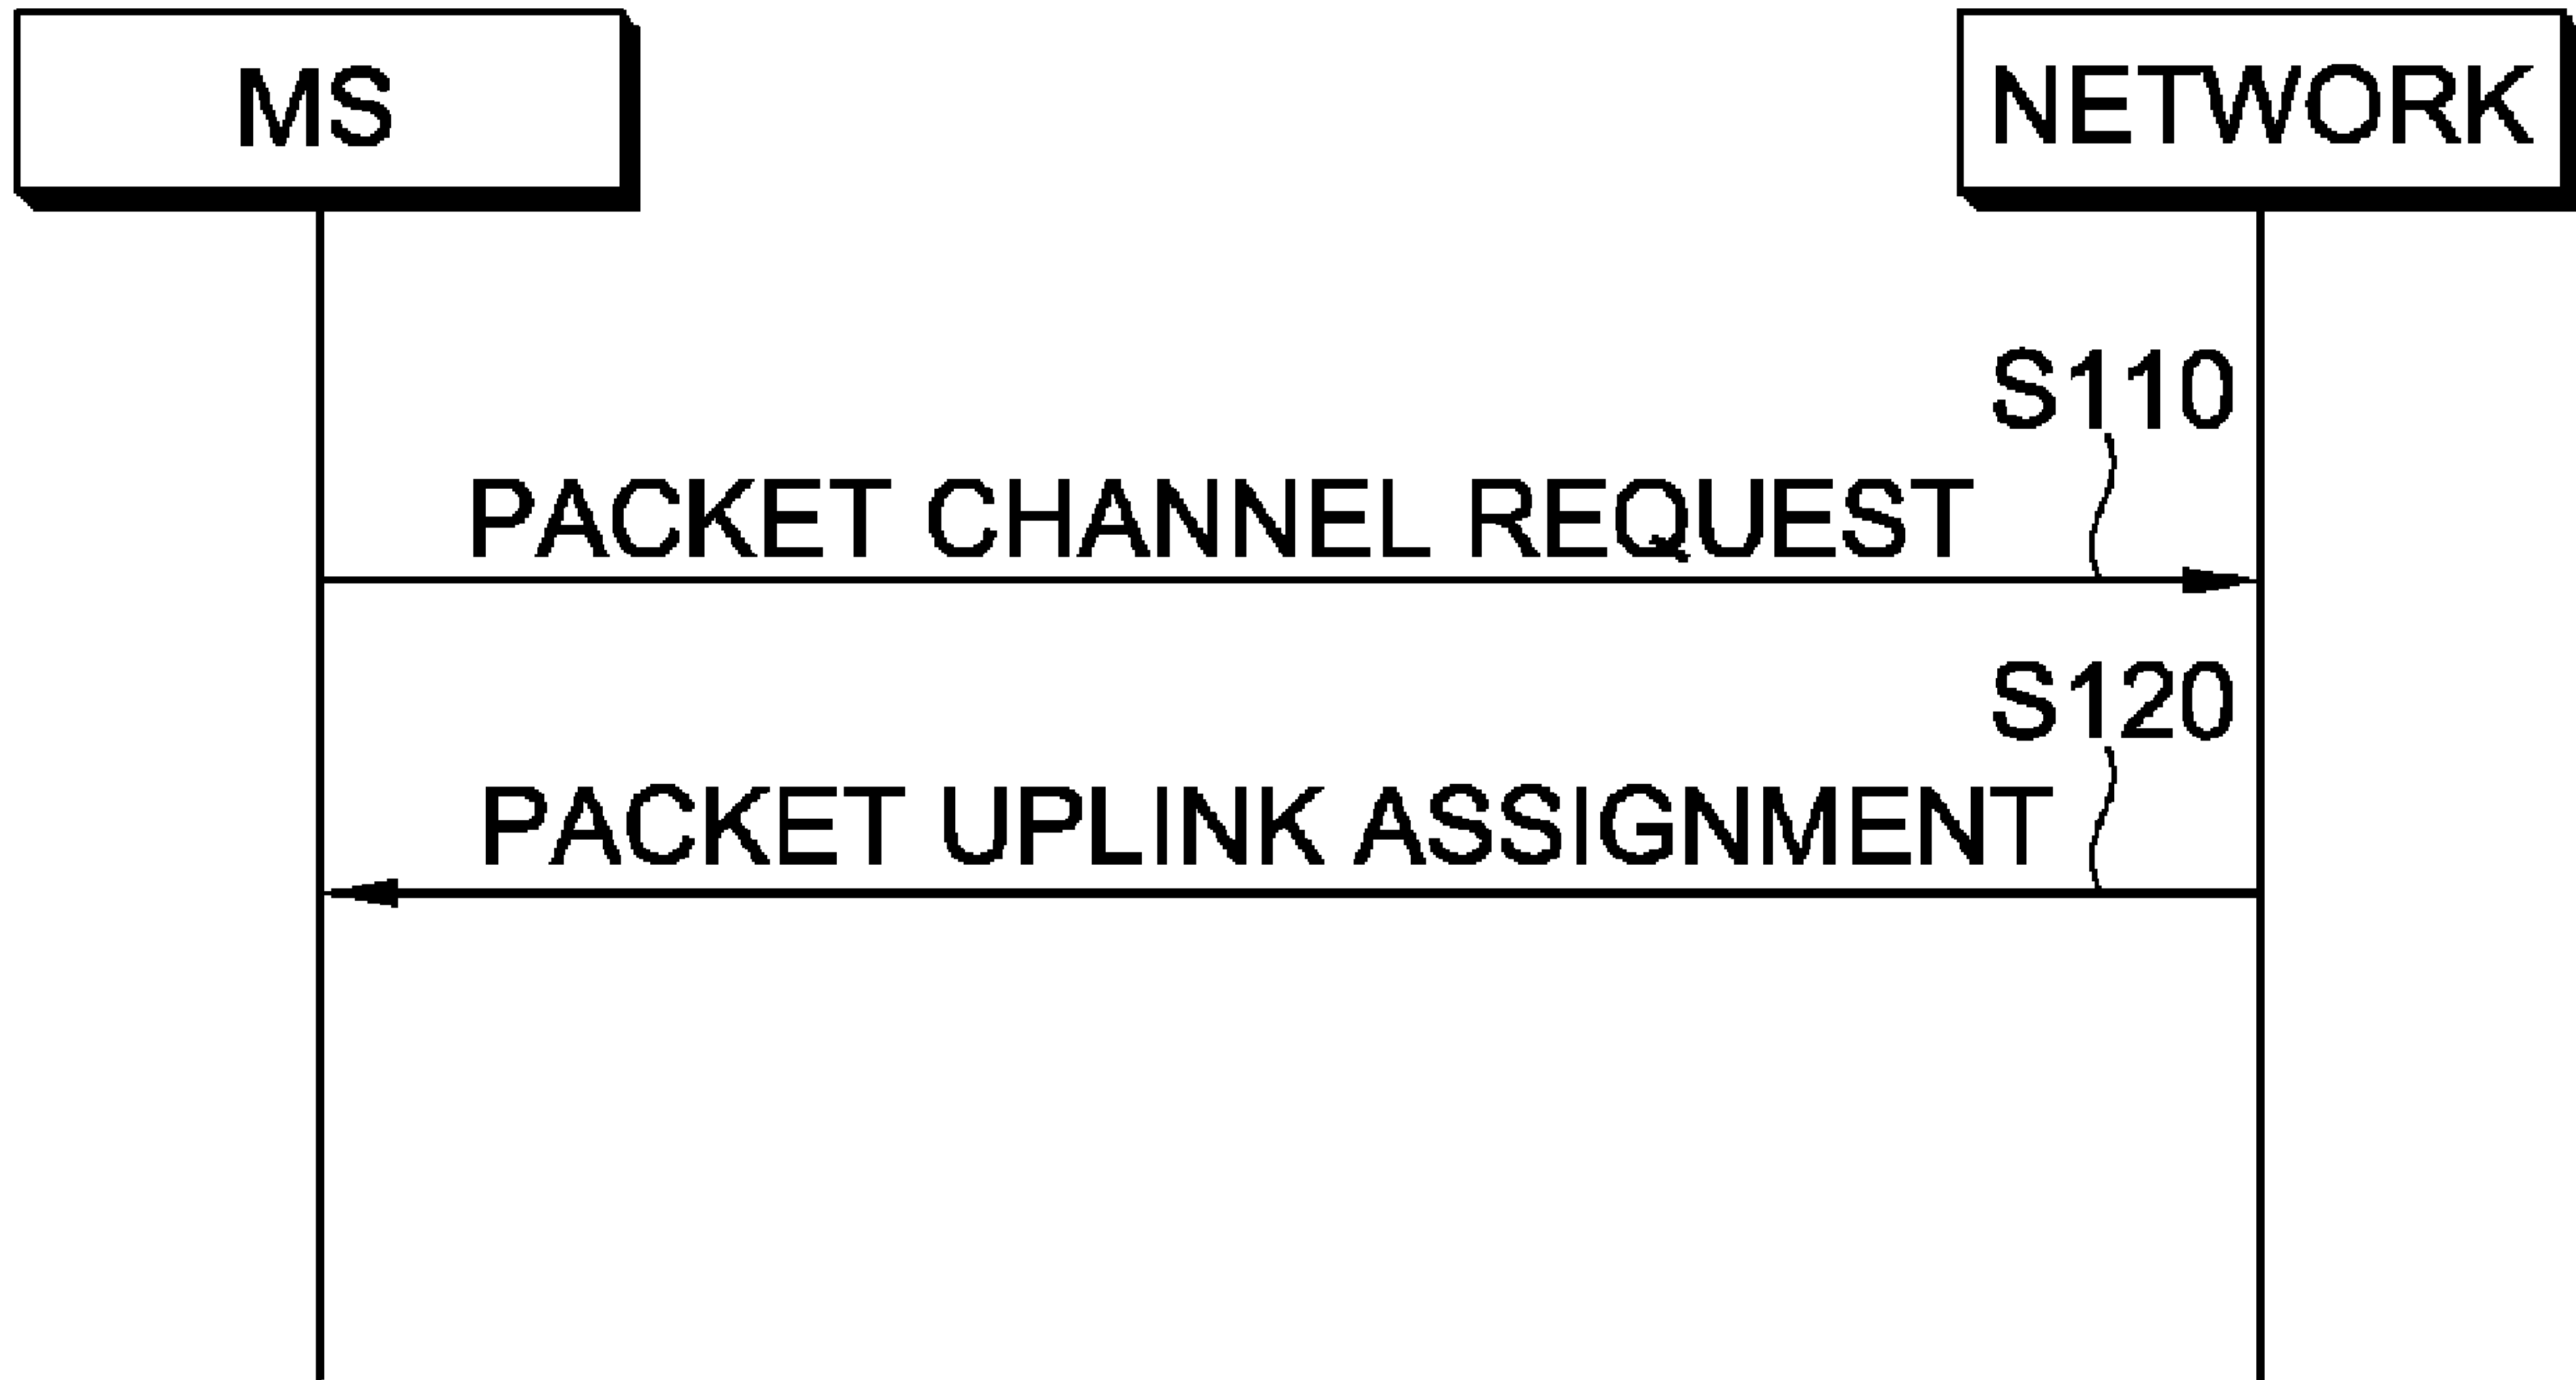 MS
NETWORK
S110
PACKET CHANNEL REQUEST
S120
PACKET UPLINK ASSIGNMENT